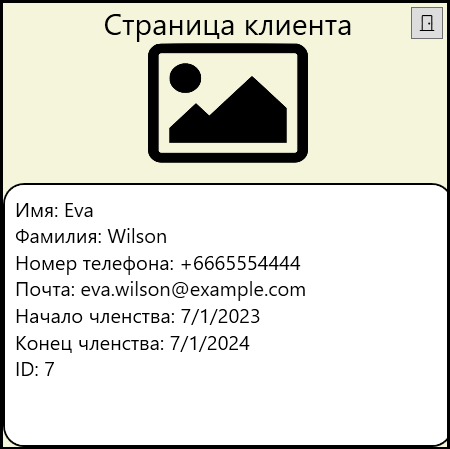 Страница клиента
Имя: Eva
Фамилия: Wilson
Номер телефона: +6665554444
Почта: eva.wilson@example.com
Начало членства: 7/1/2023
Конец членства: 7/1/2024
ID: 7